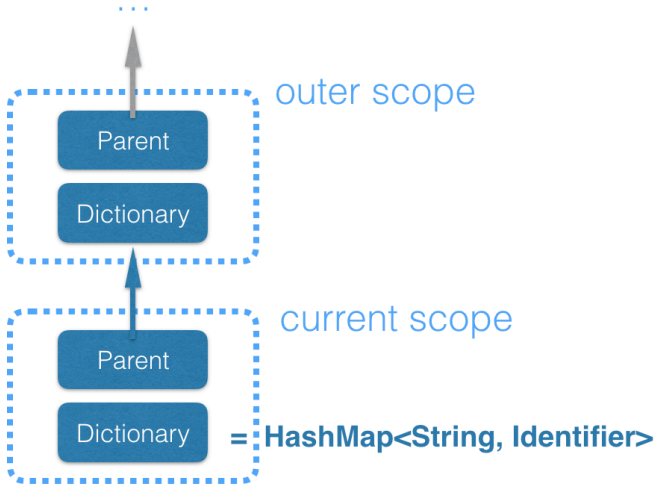 ...
outer scope
Parent
Dictionary
current scope
Parent
Dictionary = HashMap<String, Identifier>